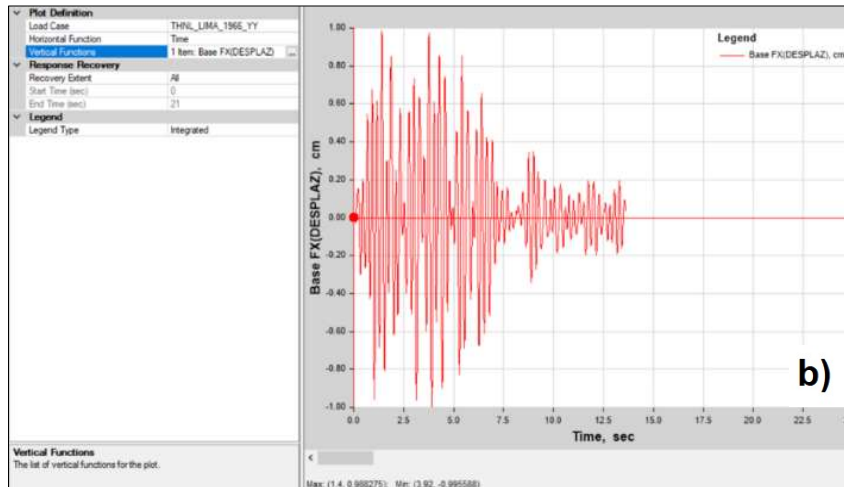 Plot Definition
Load Case THNL_LIMA_1966_YY
Horizontal Function Time
Vertical Functions 1 Item: Base FX(DESPLAZ) ...
Response Recovery
Recovery Extent All
Start Time (sec) 0
End Time (sec) 21
Legend
Legend Type Integrated
Vertical Functions
The list of vertical functions for the plot.
Base FX(DESPLAZ), cm
1.00
0.80
0.60
0.40
0.20
0.00
-0.20
-0.40
-0.60
-0.80
-1.00
Legend
Base FX(DESPLAZ), cm
b)
0.0 2.5 5.0 7.5 10.0 12.5 15.0 17.5 20.0 22.5
Time, sec
<
Max: (1.4, 0.988275); Min: (3.92, -0.995588)